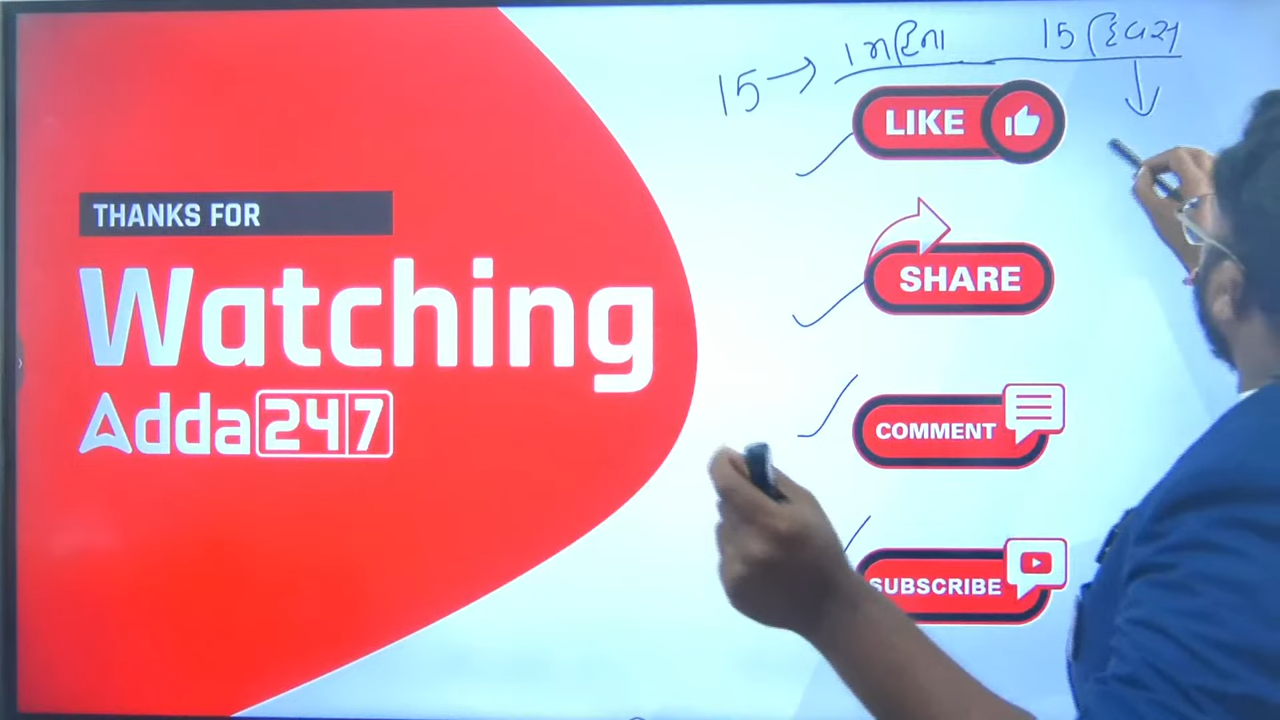 15 → 1 મહિના 15 દિવસ
THANKS FOR
Watching
Adda247
LIKE
SHARE
COMMENT
SUBSCRIBE